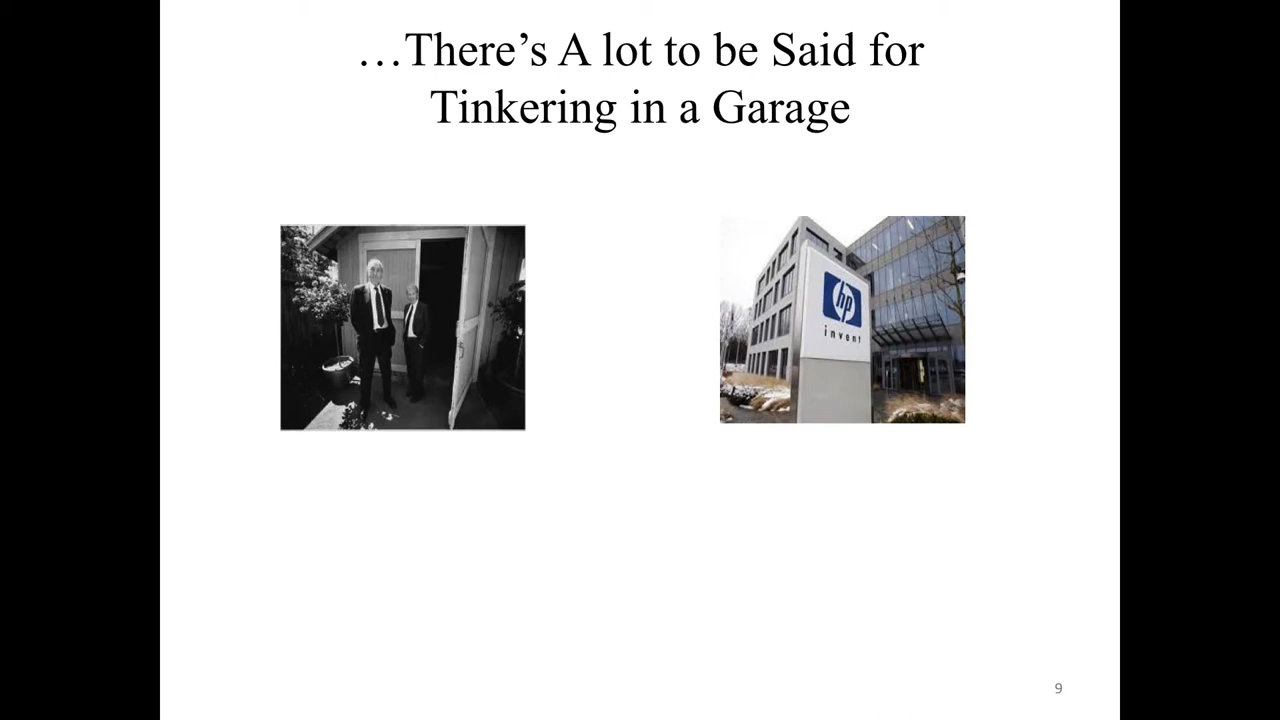 …There’s A lot to be Said for
Tinkering in a Garage
hp
invent
9